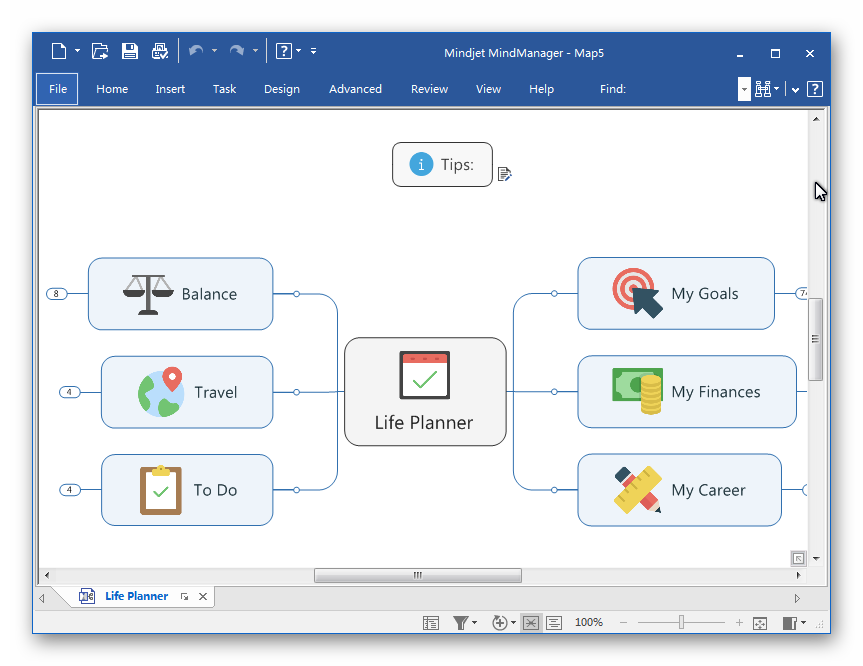 Mindjet MindManager - Map5
File Home Insert Task Design Advanced Review View Help Find:
Tips:
8 Balance
My Goals 7
4 Travel
My Finances
Life Planner
4 To Do
My Career
Life Planner
100%